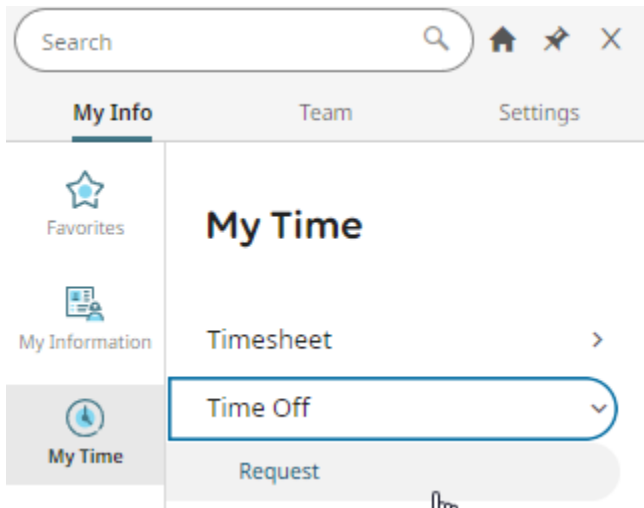 Search
My Info
Team
Settings
Favorites
My Time
My Information
Timesheet
Time Off
My Time
Request